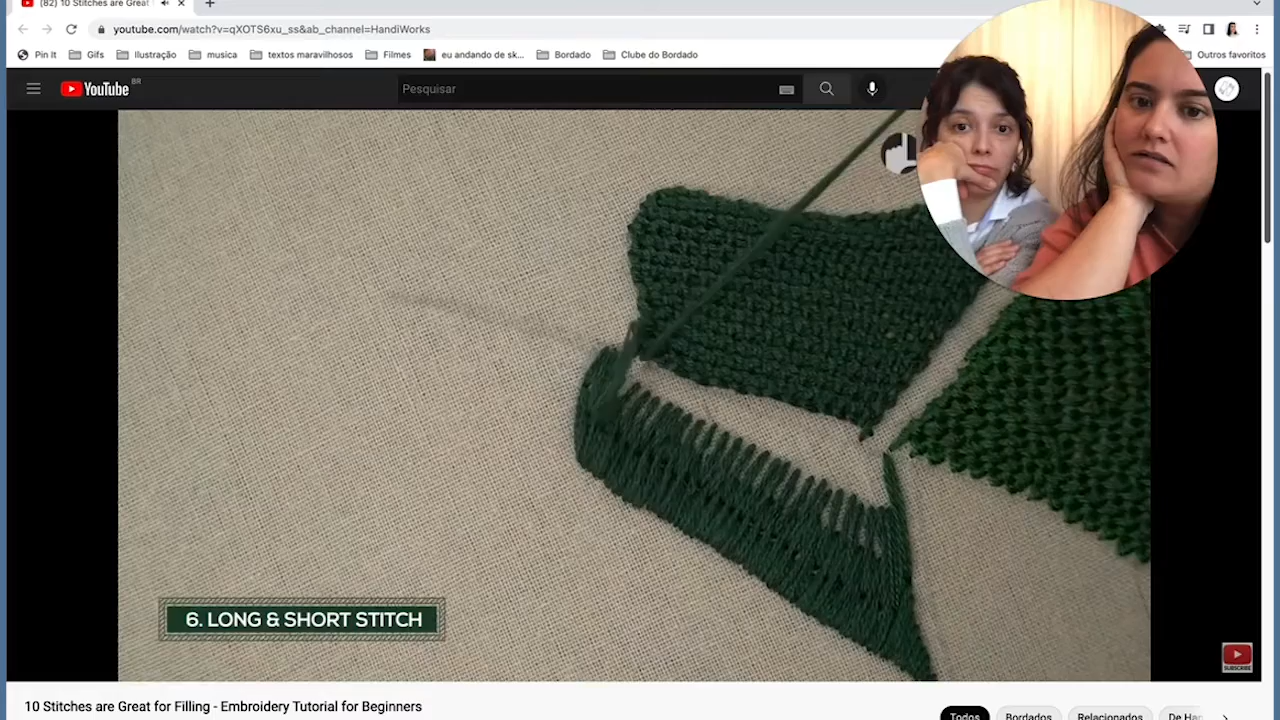 (82) 10 Stitches are Great
youtube.com/watch?v=qXOTS6xu_ss&ab_channel=HandiWorks
Pin It Gifs Ilustração musica textos maravilhosos Filmes eu andando de sk... Bordado Clube do Bordado Outros favoritos
YouTube BR Pesquisar
6. LONG & SHORT STITCH
SUBSCRIBE
10 Stitches are Great for Filling - Embroidery Tutorial for Beginners
Todos Bordados Relacionados De Han